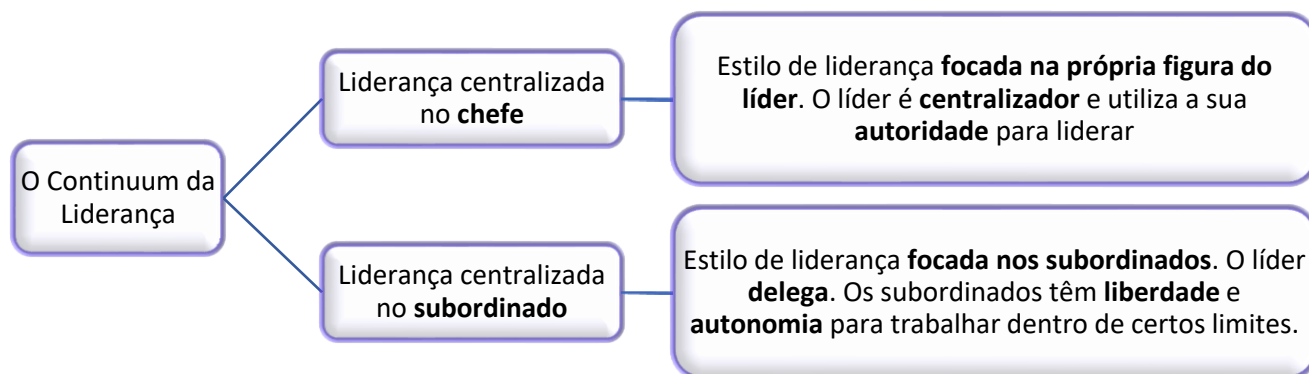 O Continuum da
Liderança
Liderança centralizada
no chefe
Estilo de liderança focada na própria figura do
líder. O líder é centralizador e utiliza a sua
autoridade para liderar
Liderança centralizada
no subordinado
Estilo de liderança focada nos subordinados. O líder
delega. Os subordinados têm liberdade e
autonomia para trabalhar dentro de certos limites.